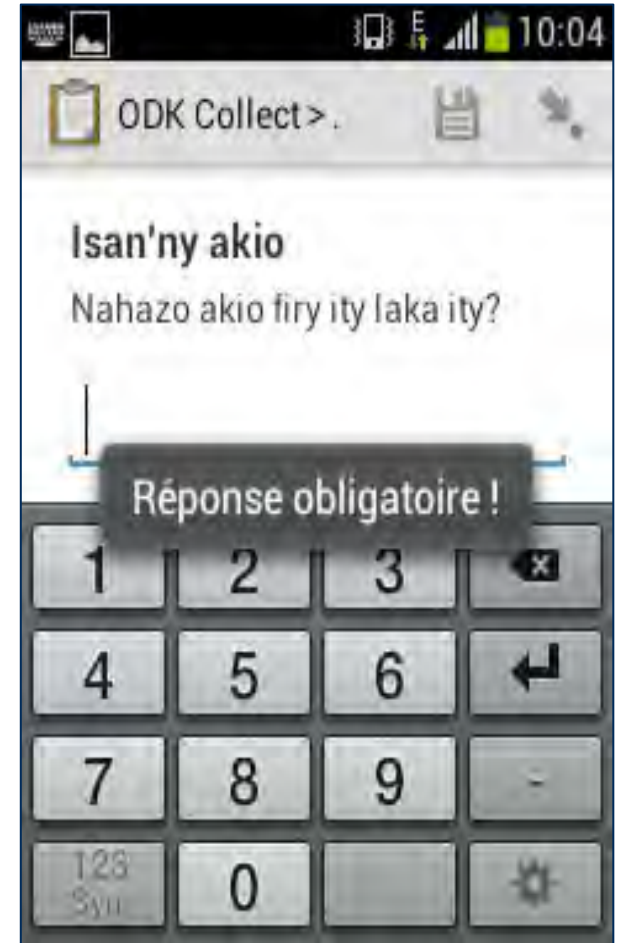 E
10:04
ODK Collect > .
Isan'ny akio
Nahazo akio firy ity laka ity?
Réponse obligatoire !
1 2 3
4 5 6
7 8 9 -
123
0